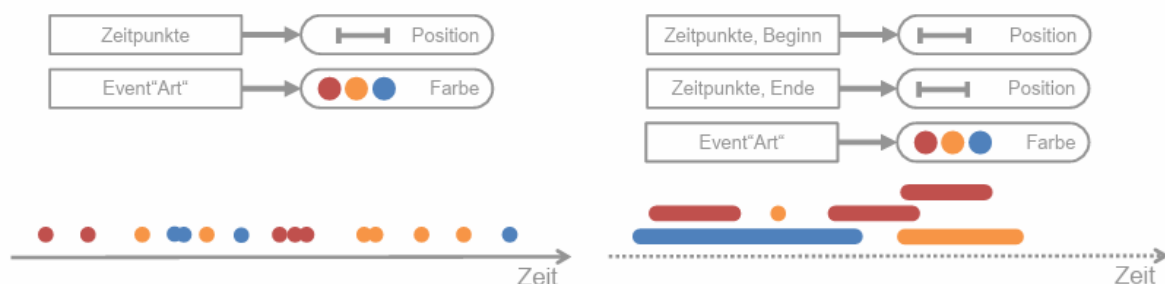 Zeitpunkte
Position
Event“Art“
Farbe
Zeit
Zeitpunkte, Beginn
Position
Zeitpunkte, Ende
Position
Event“Art“
Farbe
Zeit